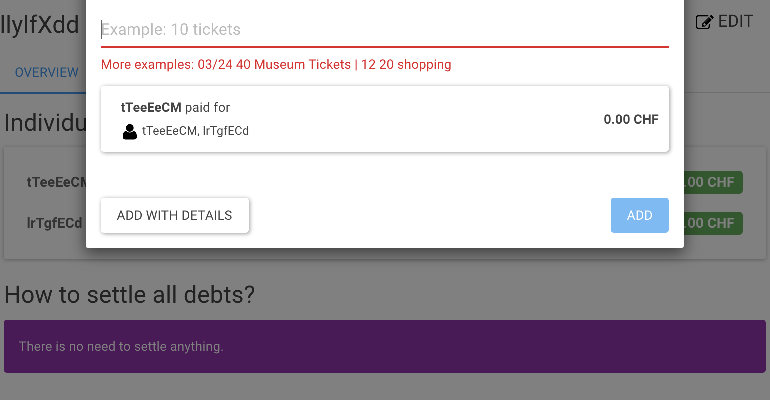 llylfXdd
EDIT
Example: 10 tickets
More examples: 03/24 40 Museum Tickets | 12 20 shopping
OVERVIEW
tTeeEeCM paid for
0.00 CHF
tTeeEeCM, lrTgfECd
Individu
tTeeEeCM
.00 CHF
lrTgfECd
.00 CHF
ADD WITH DETAILS
ADD
How to settle all debts?
There is no need to settle anything.